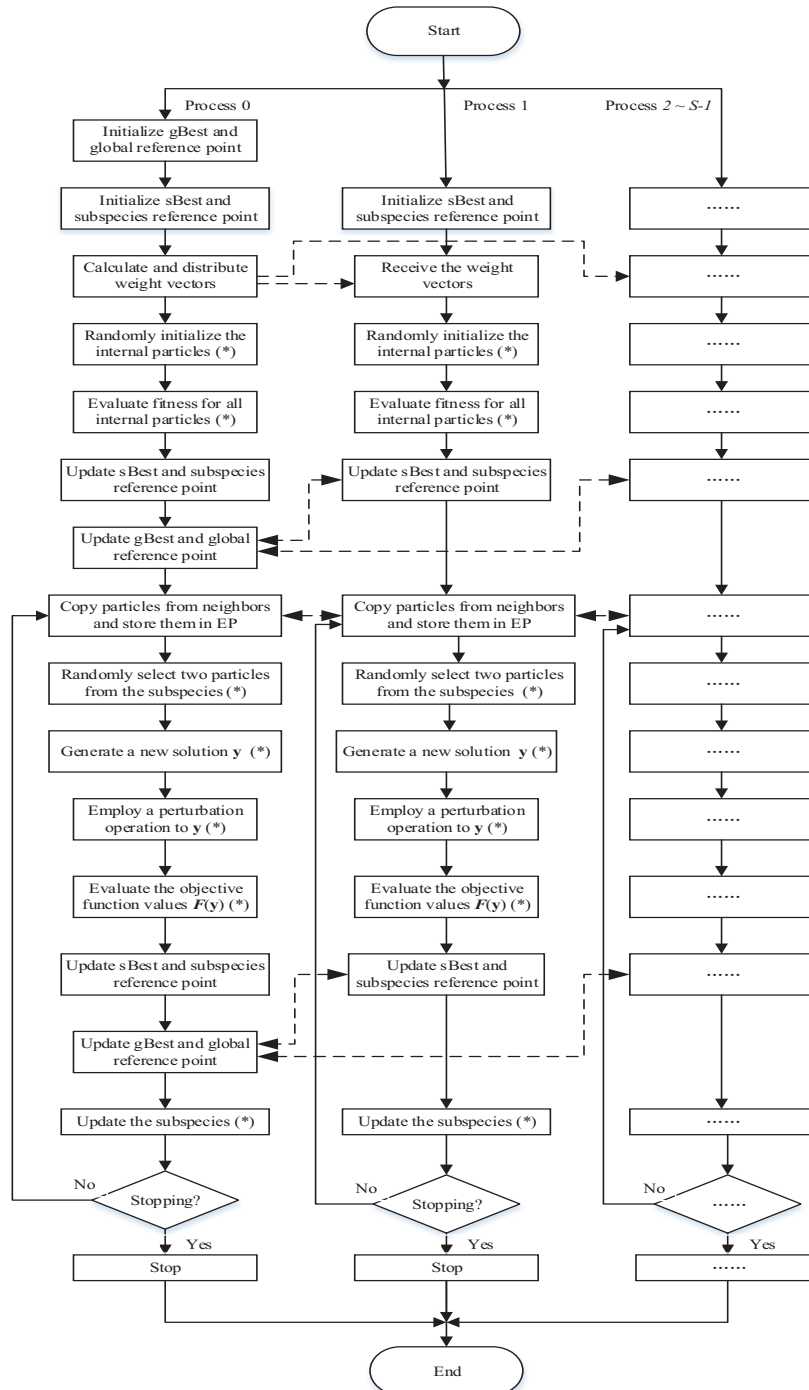 Start
Process 0
Process 1
Process 2 ~ S-1
Initialize gBest and
global reference point
Initialize sBest and
subspecies reference point
Initialize sBest and
subspecies reference point
......
Calculate and distribute
weight vectors
Receive the weight
vectors
......
Randomly initialize the
internal particles (*)
Randomly initialize the
internal particles (*)
......
Evaluate fitness for all
internal particles (*)
Evaluate fitness for all
internal particles (*)
......
Update sBest and subspecies
reference point
Update sBest and subspecies
reference point
......
Update gBest and global
reference point
Copy particles from neighbors
and store them in EP
Copy particles from neighbors
and store them in EP
......
Randomly select two particles
from the subspecies (*)
Randomly select two particles
from the subspecies (*)
......
Generate a new solution y (*)
Generate a new solution y (*)
......
Employ a perturbation
operation to y (*)
Employ a perturbation
operation to y (*)
......
Evaluate the objective
function values F(y) (*)
Evaluate the objective
function values F(y) (*)
......
Update sBest and subspecies
reference point
Update sBest and
subspecies reference point
......
Update gBest and global
reference point
Update the subspecies (*)
Update the subspecies (*)
......
No
Stopping?
No
Stopping?
No
......
Yes
Yes
Yes
Stop
Stop
......
End